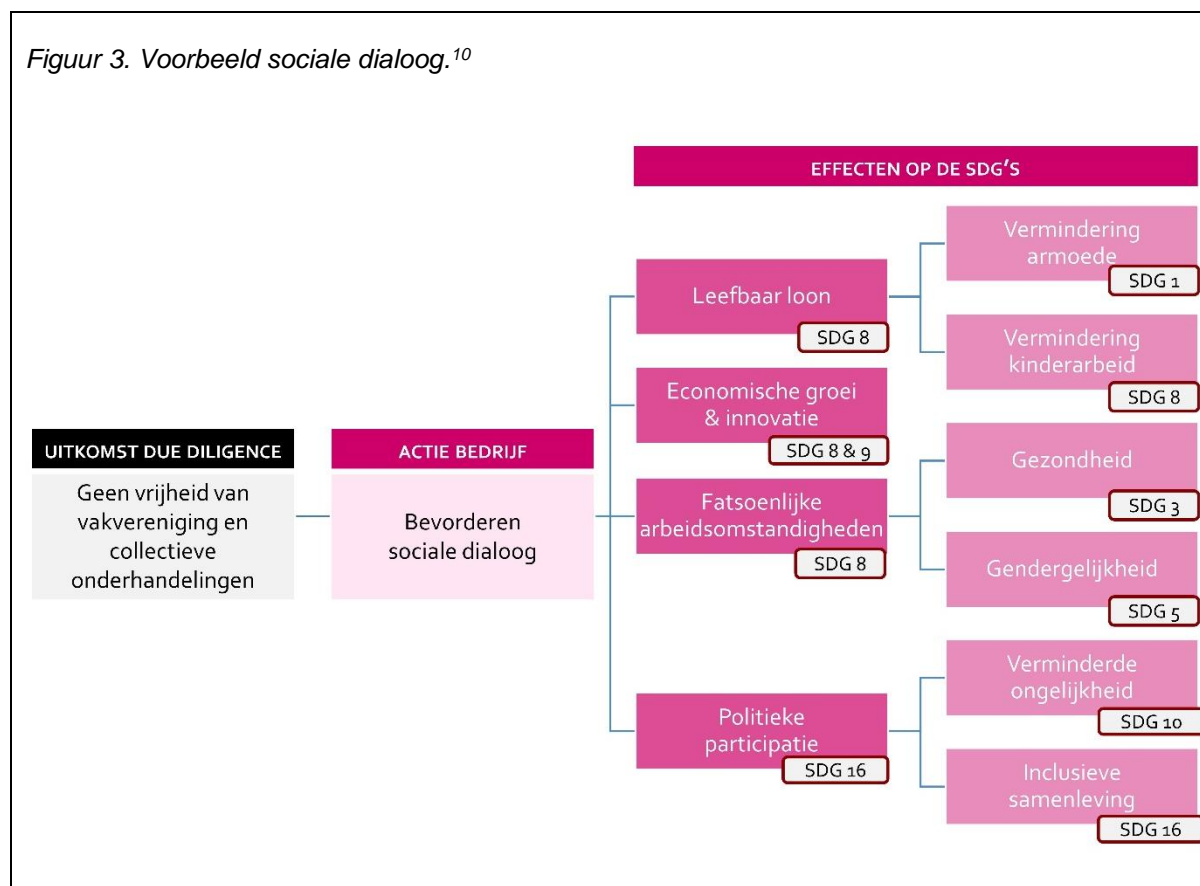 Figuur 3. Voorbeeld sociale dialoog.10
EFFECTEN OP DE SDG'S
UITKOMST DUE DILIGENCE
Geen vrijheid van
vakvereniging en
collectieve
onderhandelingen
ACTIE BEDRIJF
Bevorderen
sociale dialoog
Leefbaar loon
SDG 8
Vermindering
armoede
SDG 1
Vermindering
kinderarbeid
SDG 8
Economische groei
& innovatie
SDG 8 & 9
Fatsoenlijke
arbeidsomstandigheden
SDG 8
Gezondheid
SDG 3
Gendergelijkheid
SDG 5
Politieke
participatie
SDG 16
Verminderde
ongelijkheid
SDG 10
Inclusieve
samenleving
SDG 16